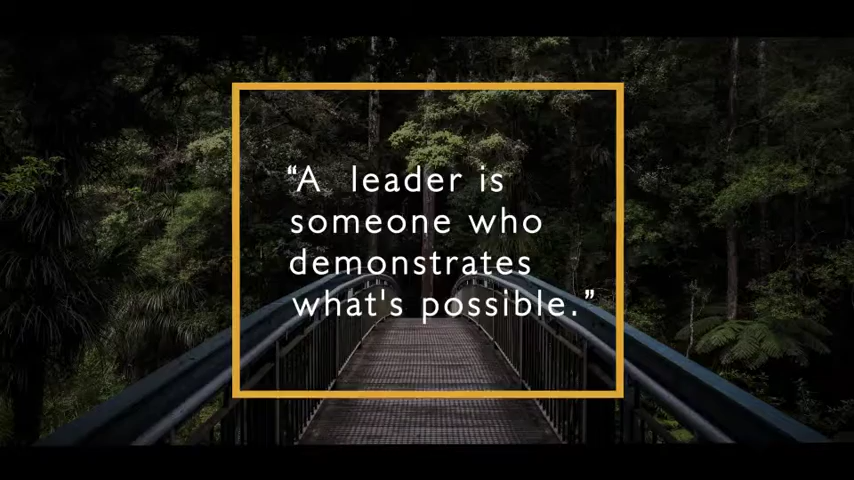 “A leader is
someone who
demonstrates
what's possible.”